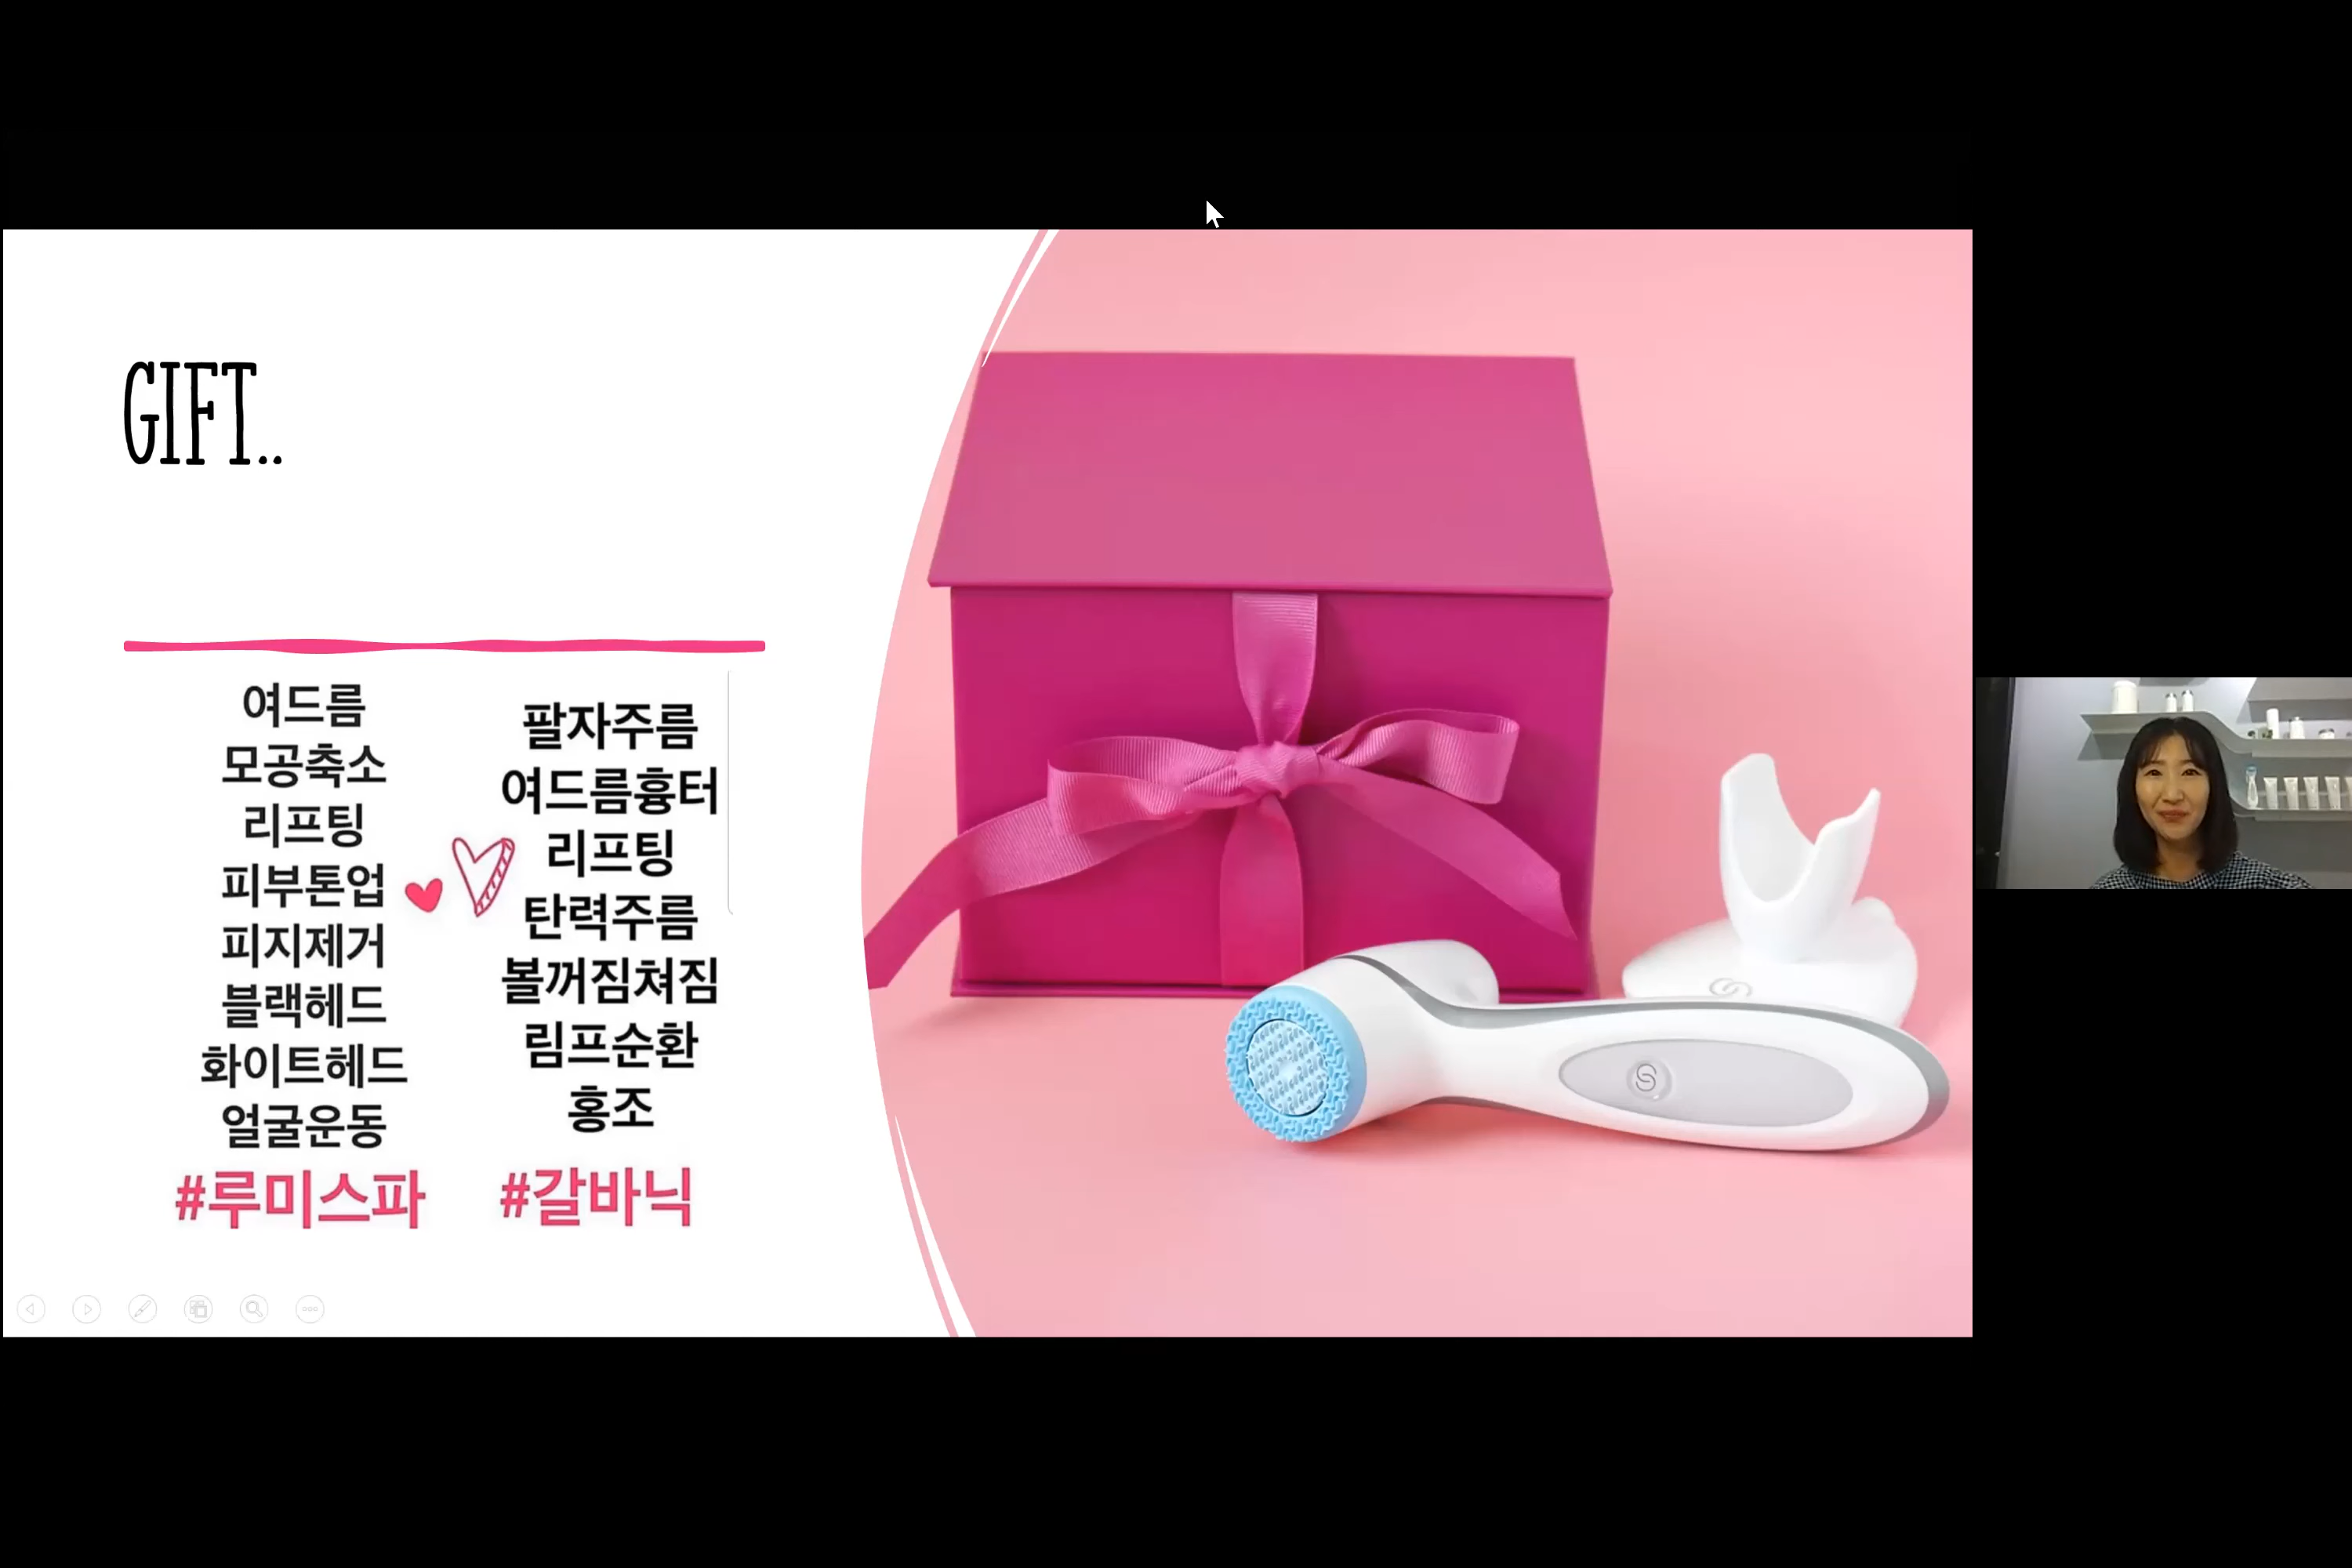 GIFT..
여드름
모공축소
리프팅
피부톤업
피지제거
블랙헤드
화이트헤드
얼굴운동
#루미스파
팔자주름
여드름흉터
리프팅
탄력주름
볼꺼짐쳐짐
림프순환
홍조
#갈바닉